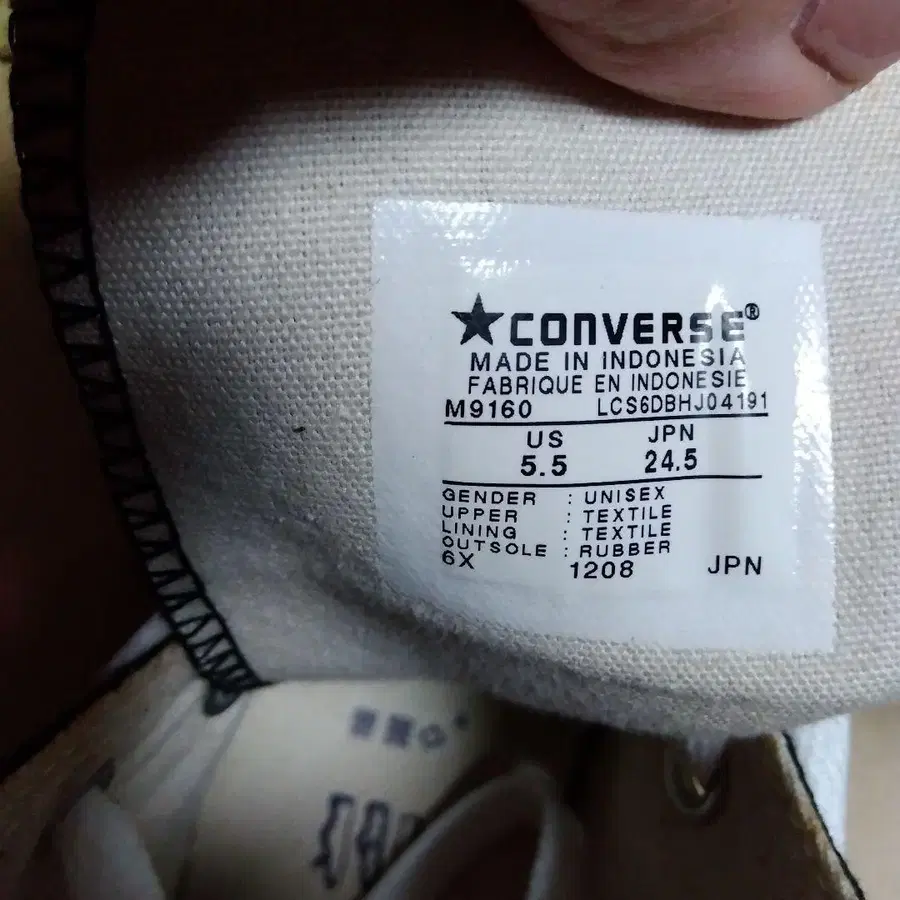 ★CONVERSE®
MADE IN INDONESIA
FABRIQUE EN INDONESIE
M9160 LCS6DBHJ04191
US JPN
5.5 24.5
GENDER : UNISEX
UPPER : TEXTILE
LINING : TEXTILE
OUTSOLE : RUBBER
6X 1208 JPN